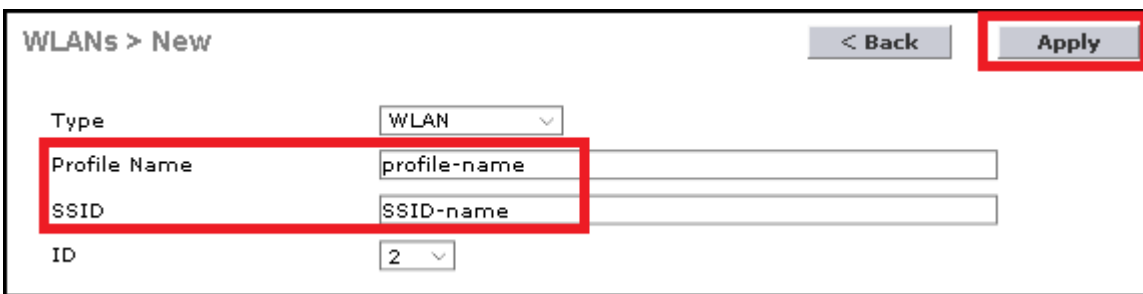 WLANs > New < Back Apply
Type WLAN
Profile Name profile-name
SSID SSID-name
ID 2